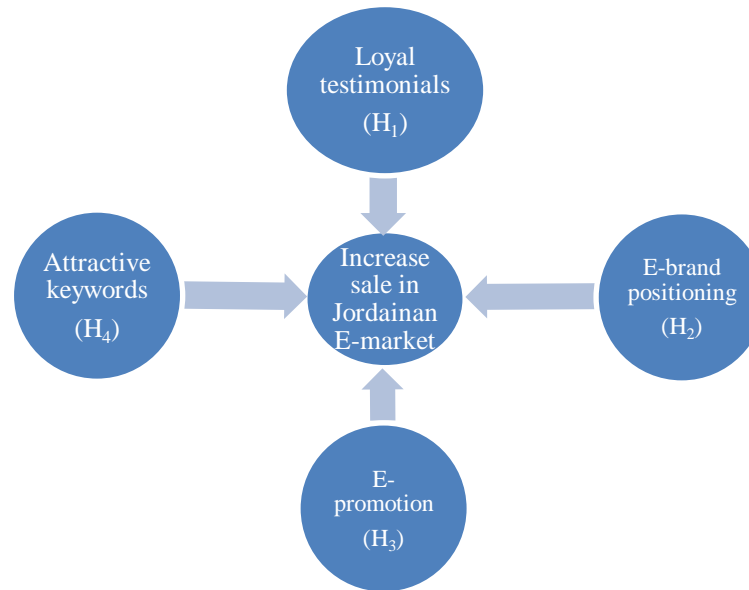 Loyal
testimonials
(H₁)
Attractive
keywords
(H₄)
Increase
sale in
Jordainan
E-market
E-brand
positioning
(H₂)
E-
promotion
(H₃)